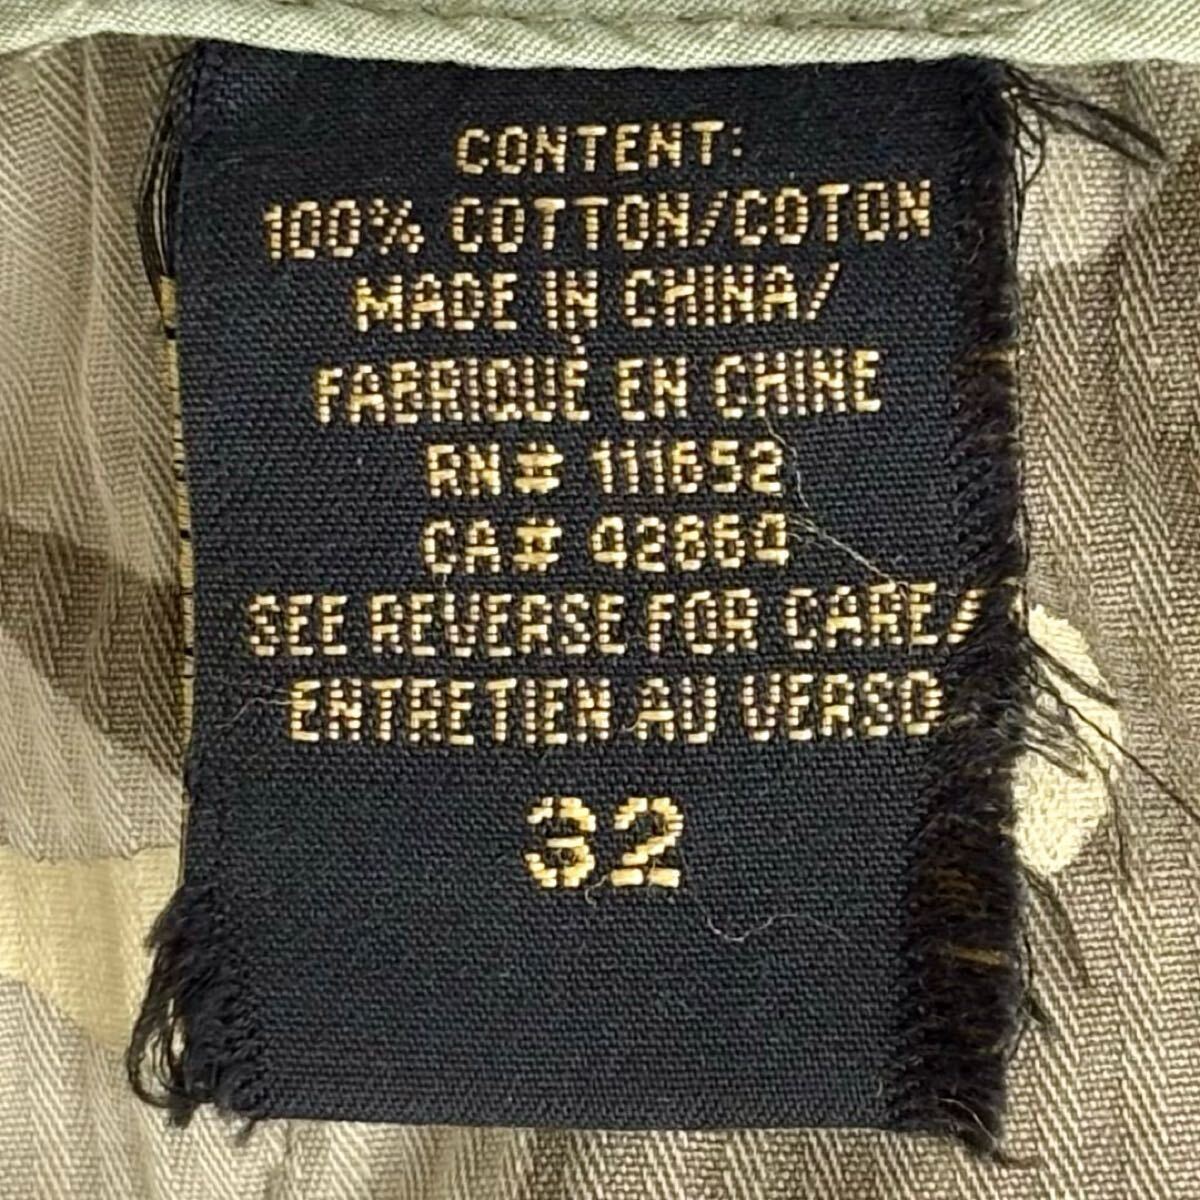 CONTENT:
100% COTTON/COTON
MADE IN CHINA/
FABRIQUÉ EN CHINE
RN# 111652
CA# 42864
SEE REVERSE FOR CARE/
ENTRETIEN AU VERSO
32